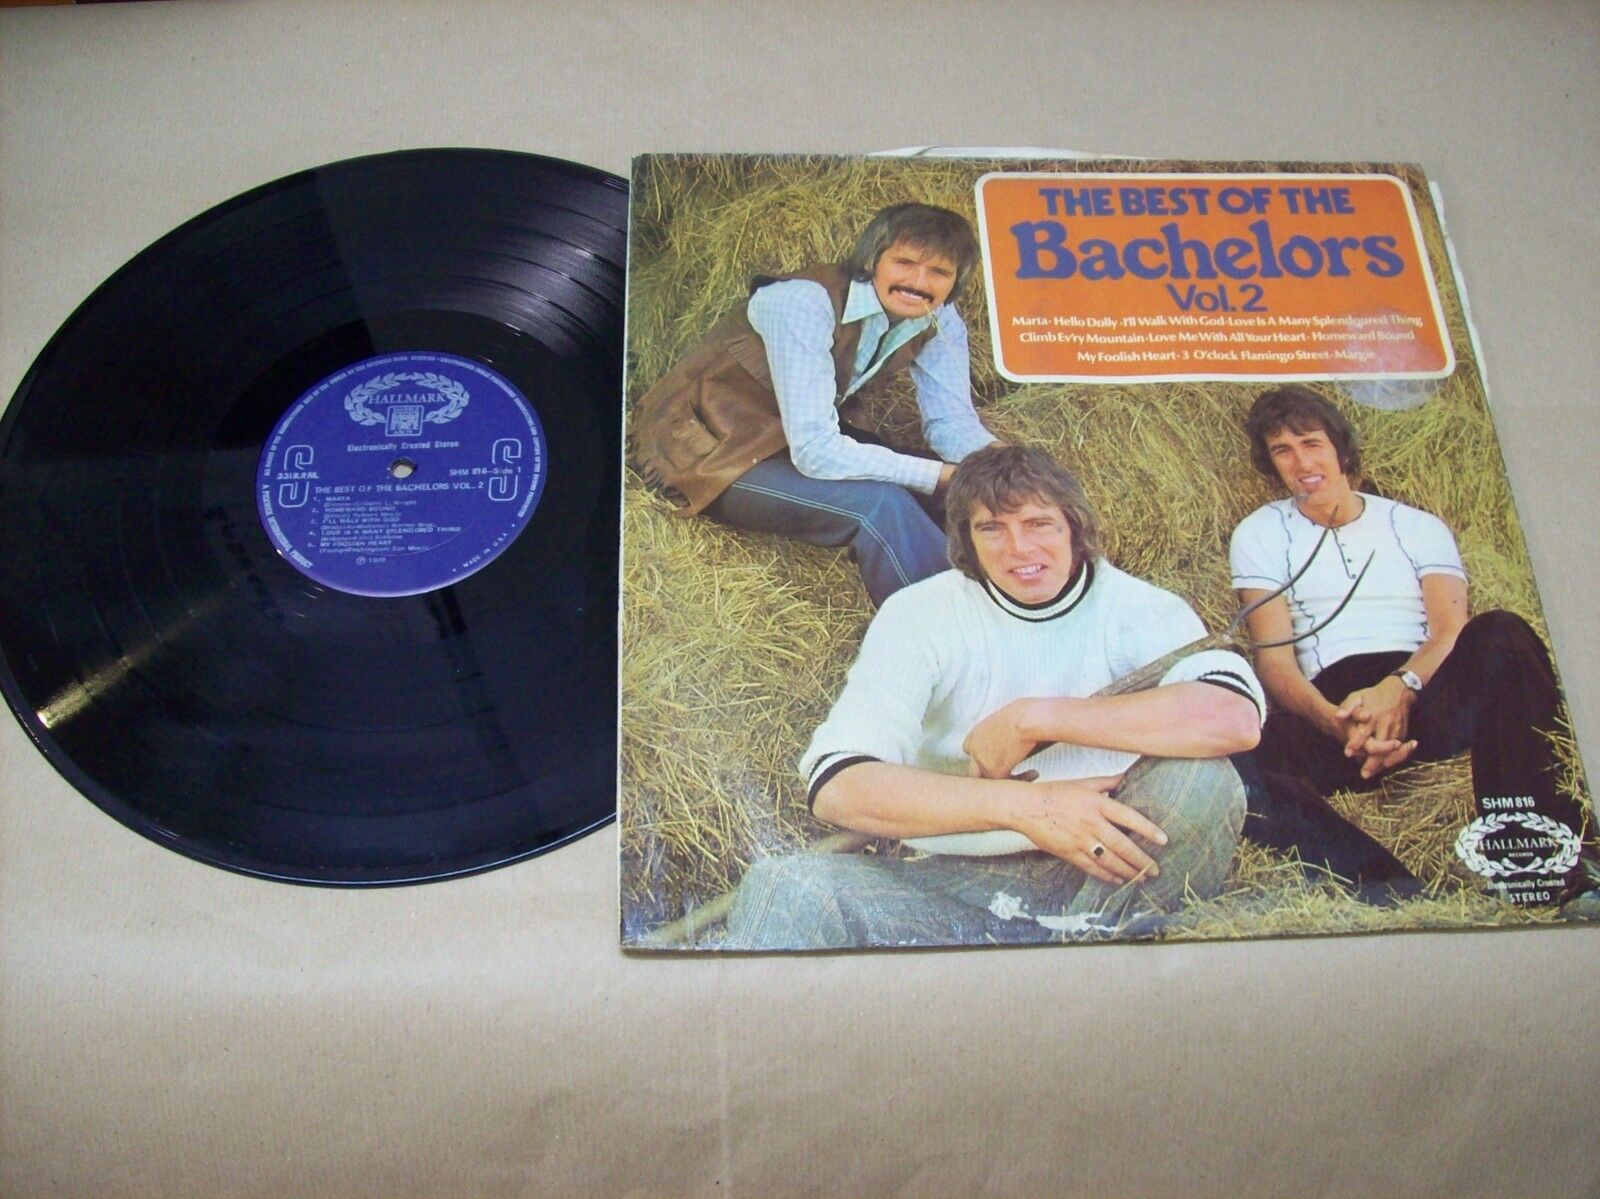 HALLMARK
Electronically Created Stereo
33⅓ R.P.M.
SHM 816—Side 1
THE BEST OF THE BACHELORS VOL. 2
1. MARTA
2. HOMEWARD BOUND
3. I'LL WALK WITH GOD
4. LOVE IS A MANY SPLENDORED THING
5. MY FOOLISH HEART
MADE IN U.S.A.
THE BEST OF THE
Bachelors
Vol.2
Marta·Hello Dolly·I'll Walk With God·Love Is A Many Splendoured Thing
Climb Ev'ry Mountain·Love Me With All Your Heart·Homeward Bound
My Foolish Heart·3 O'clock Flamingo Street·Margie
SHM 816
HALLMARK
RECORDS
Electronically Created
STEREO